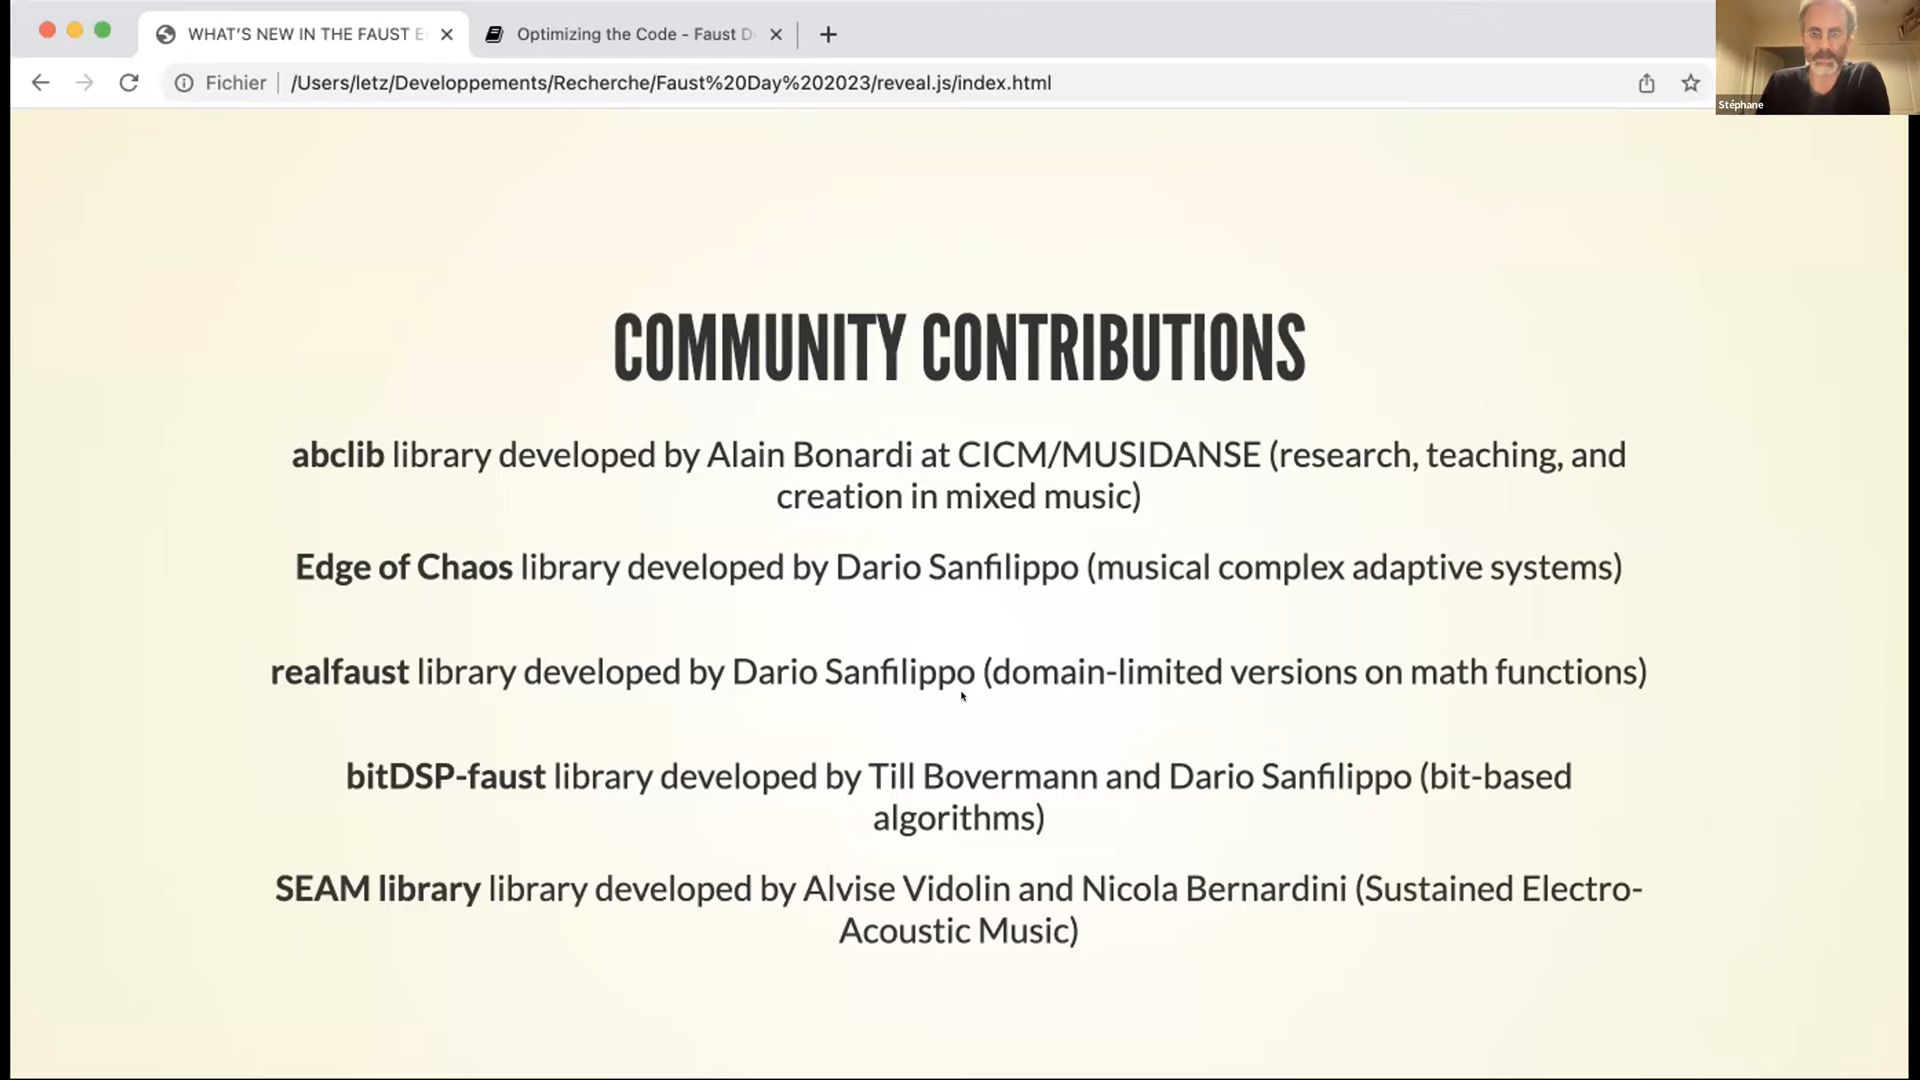 WHAT'S NEW IN THE FAUST E
Optimizing the Code - Faust D
Fichier
/Users/letz/Developpements/Recherche/Faust%20Day%202023/reveal.js/index.html
Stéphane
COMMUNITY CONTRIBUTIONS
abclib library developed by Alain Bonardi at CICM/MUSIDANSE (research, teaching, and
creation in mixed music)
Edge of Chaos library developed by Dario Sanfilippo (musical complex adaptive systems)
realfaust library developed by Dario Sanfilippo (domain-limited versions on math functions)
bitDSP-faust library developed by Till Bovermann and Dario Sanfilippo (bit-based
algorithms)
SEAM library library developed by Alvise Vidolin and Nicola Bernardini (Sustained Electro-
Acoustic Music)